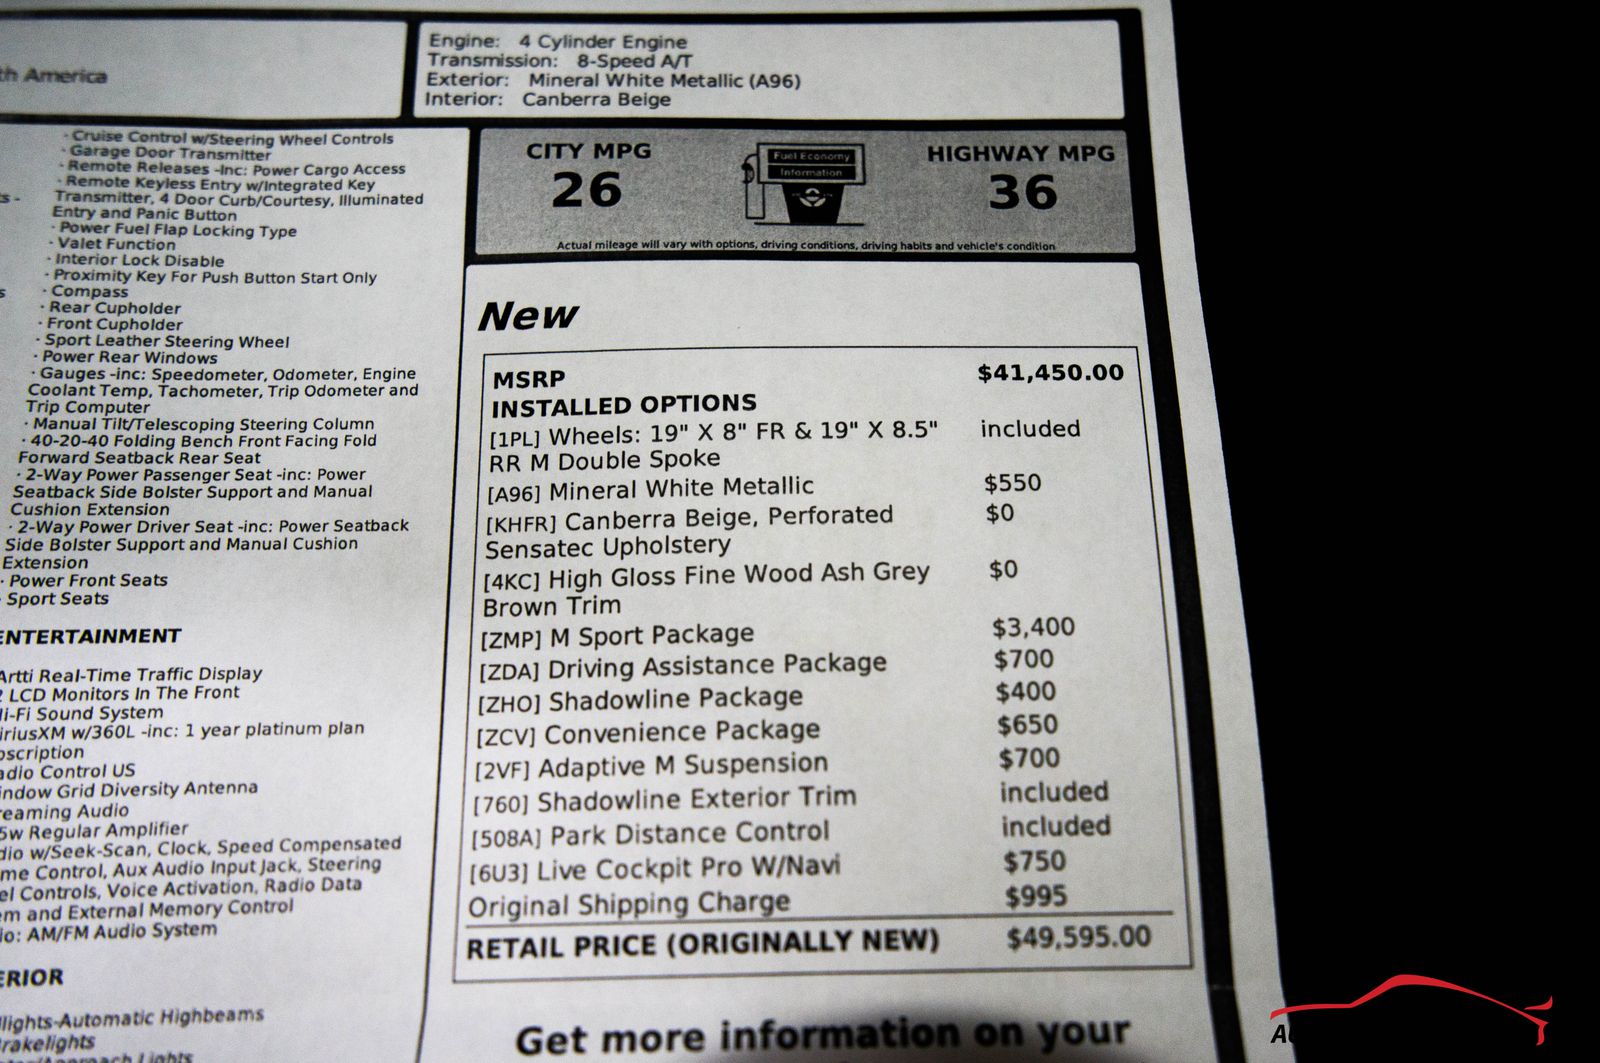 th America
Engine: 4 Cylinder Engine
Transmission: 8-Speed A/T
Exterior: Mineral White Metallic (A96)
Interior: Canberra Beige
· Cruise Control w/Steering Wheel Controls
· Garage Door Transmitter
· Remote Releases -Inc: Power Cargo Access
· Remote Keyless Entry w/Integrated Key
Transmitter, 4 Door Curb/Courtesy, Illuminated
Entry and Panic Button
· Power Fuel Flap Locking Type
· Valet Function
· Interior Lock Disable
· Proximity Key For Push Button Start Only
· Compass
· Rear Cupholder
· Front Cupholder
· Sport Leather Steering Wheel
· Power Rear Windows
· Gauges -inc: Speedometer, Odometer, Engine
Coolant Temp, Tachometer, Trip Odometer and
Trip Computer
· Manual Tilt/Telescoping Steering Column
· 40-20-40 Folding Bench Front Facing Fold
Forward Seatback Rear Seat
· 2-Way Power Passenger Seat -inc: Power
Seatback Side Bolster Support and Manual
Cushion Extension
· 2-Way Power Driver Seat -inc: Power Seatback
Side Bolster Support and Manual Cushion
Extension
· Power Front Seats
· Sport Seats
ENTERTAINMENT
Artti Real-Time Traffic Display
2 LCD Monitors In The Front
Hi-Fi Sound System
iriusXM w/360L -inc: 1 year platinum plan
bscription
adio Control US
indow Grid Diversity Antenna
reaming Audio
5w Regular Amplifier
dio w/Seek-Scan, Clock, Speed Compensated
me Control, Aux Audio Input Jack, Steering
el Controls, Voice Activation, Radio Data
em and External Memory Control
io: AM/FM Audio System
ERIOR
lights-Automatic Highbeams
rakelights
Lights
CITY MPG
26
Fuel Economy
Information
HIGHWAY MPG
36
Actual mileage will vary with options, driving conditions, driving habits and vehicle's condition
New
MSRP $41,450.00
INSTALLED OPTIONS
[1PL] Wheels: 19" X 8" FR & 19" X 8.5" included
RR M Double Spoke
[A96] Mineral White Metallic $550
[KHFR] Canberra Beige, Perforated $0
Sensatec Upholstery
[4KC] High Gloss Fine Wood Ash Grey $0
Brown Trim
[ZMP] M Sport Package $3,400
[ZDA] Driving Assistance Package $700
[ZHO] Shadowline Package $400
[ZCV] Convenience Package $650
[2VF] Adaptive M Suspension $700
[760] Shadowline Exterior Trim included
[508A] Park Distance Control included
[6U3] Live Cockpit Pro W/Navi $750
Original Shipping Charge $995
RETAIL PRICE (ORIGINALLY NEW) $49,595.00
Get more information on your